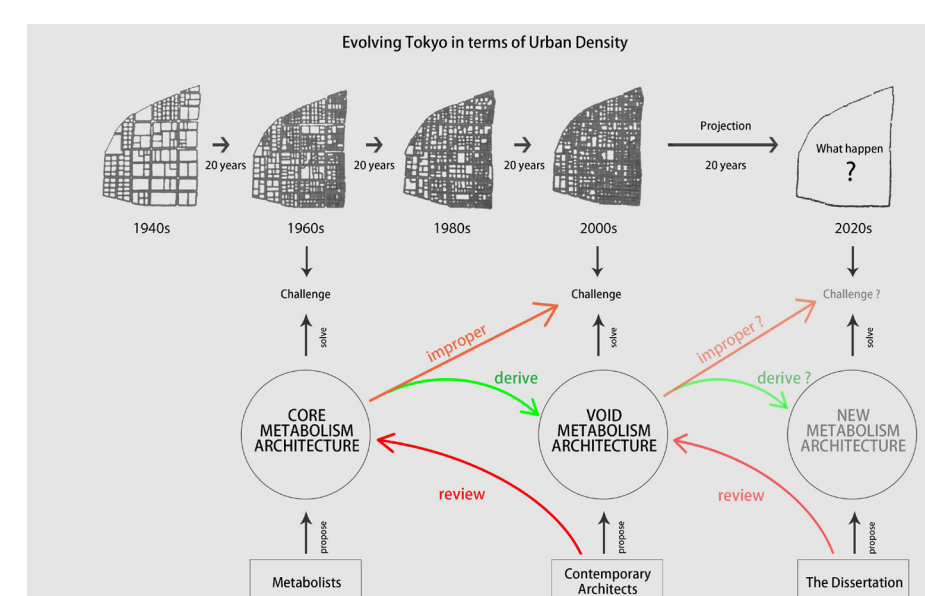 Evolving Tokyo in terms of Urban Density
20 years
20 years
20 years
Projection
20 years
What happen
?
1940s
1960s
1980s
2000s
2020s
Challenge
Challenge
Challenge ?
solve
solve
solve
improper
derive
improper ?
derive ?
CORE
METABOLISM
ARCHITECTURE
VOID
METABOLISM
ARCHITECTURE
NEW
METABOLISM
ARCHITECTURE
review
review
propose
propose
propose
Metabolists
Contemporary
Architects
The Dissertation